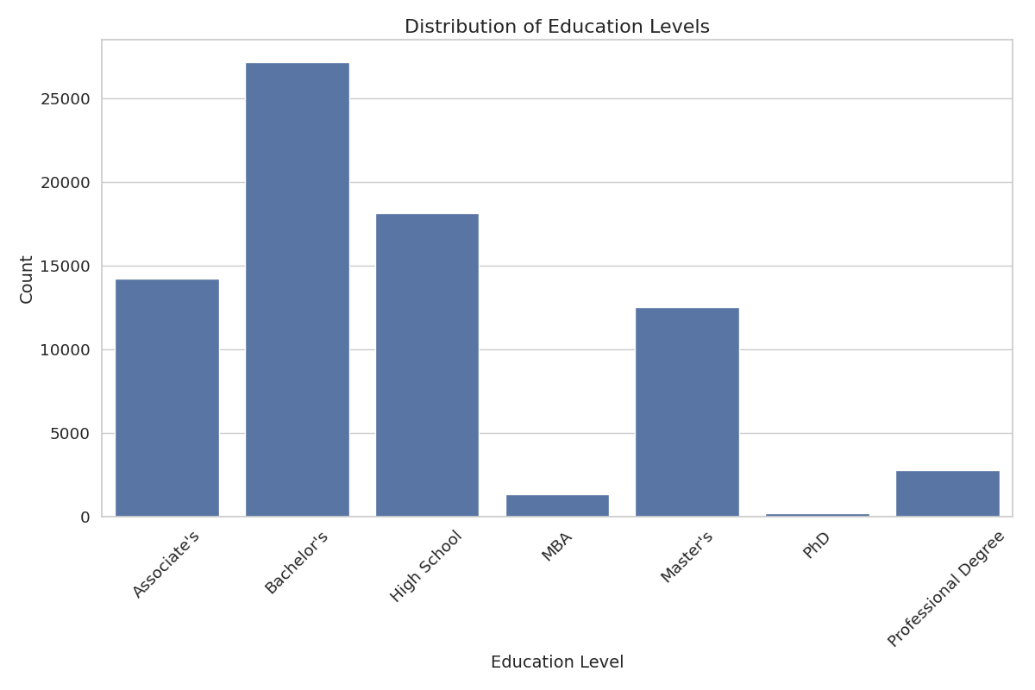 Distribution of Education Levels
Count
25000
20000
15000
10000
5000
0
Associate's
Bachelor's
High School
MBA
Master's
PhD
Professional Degree
Education Level